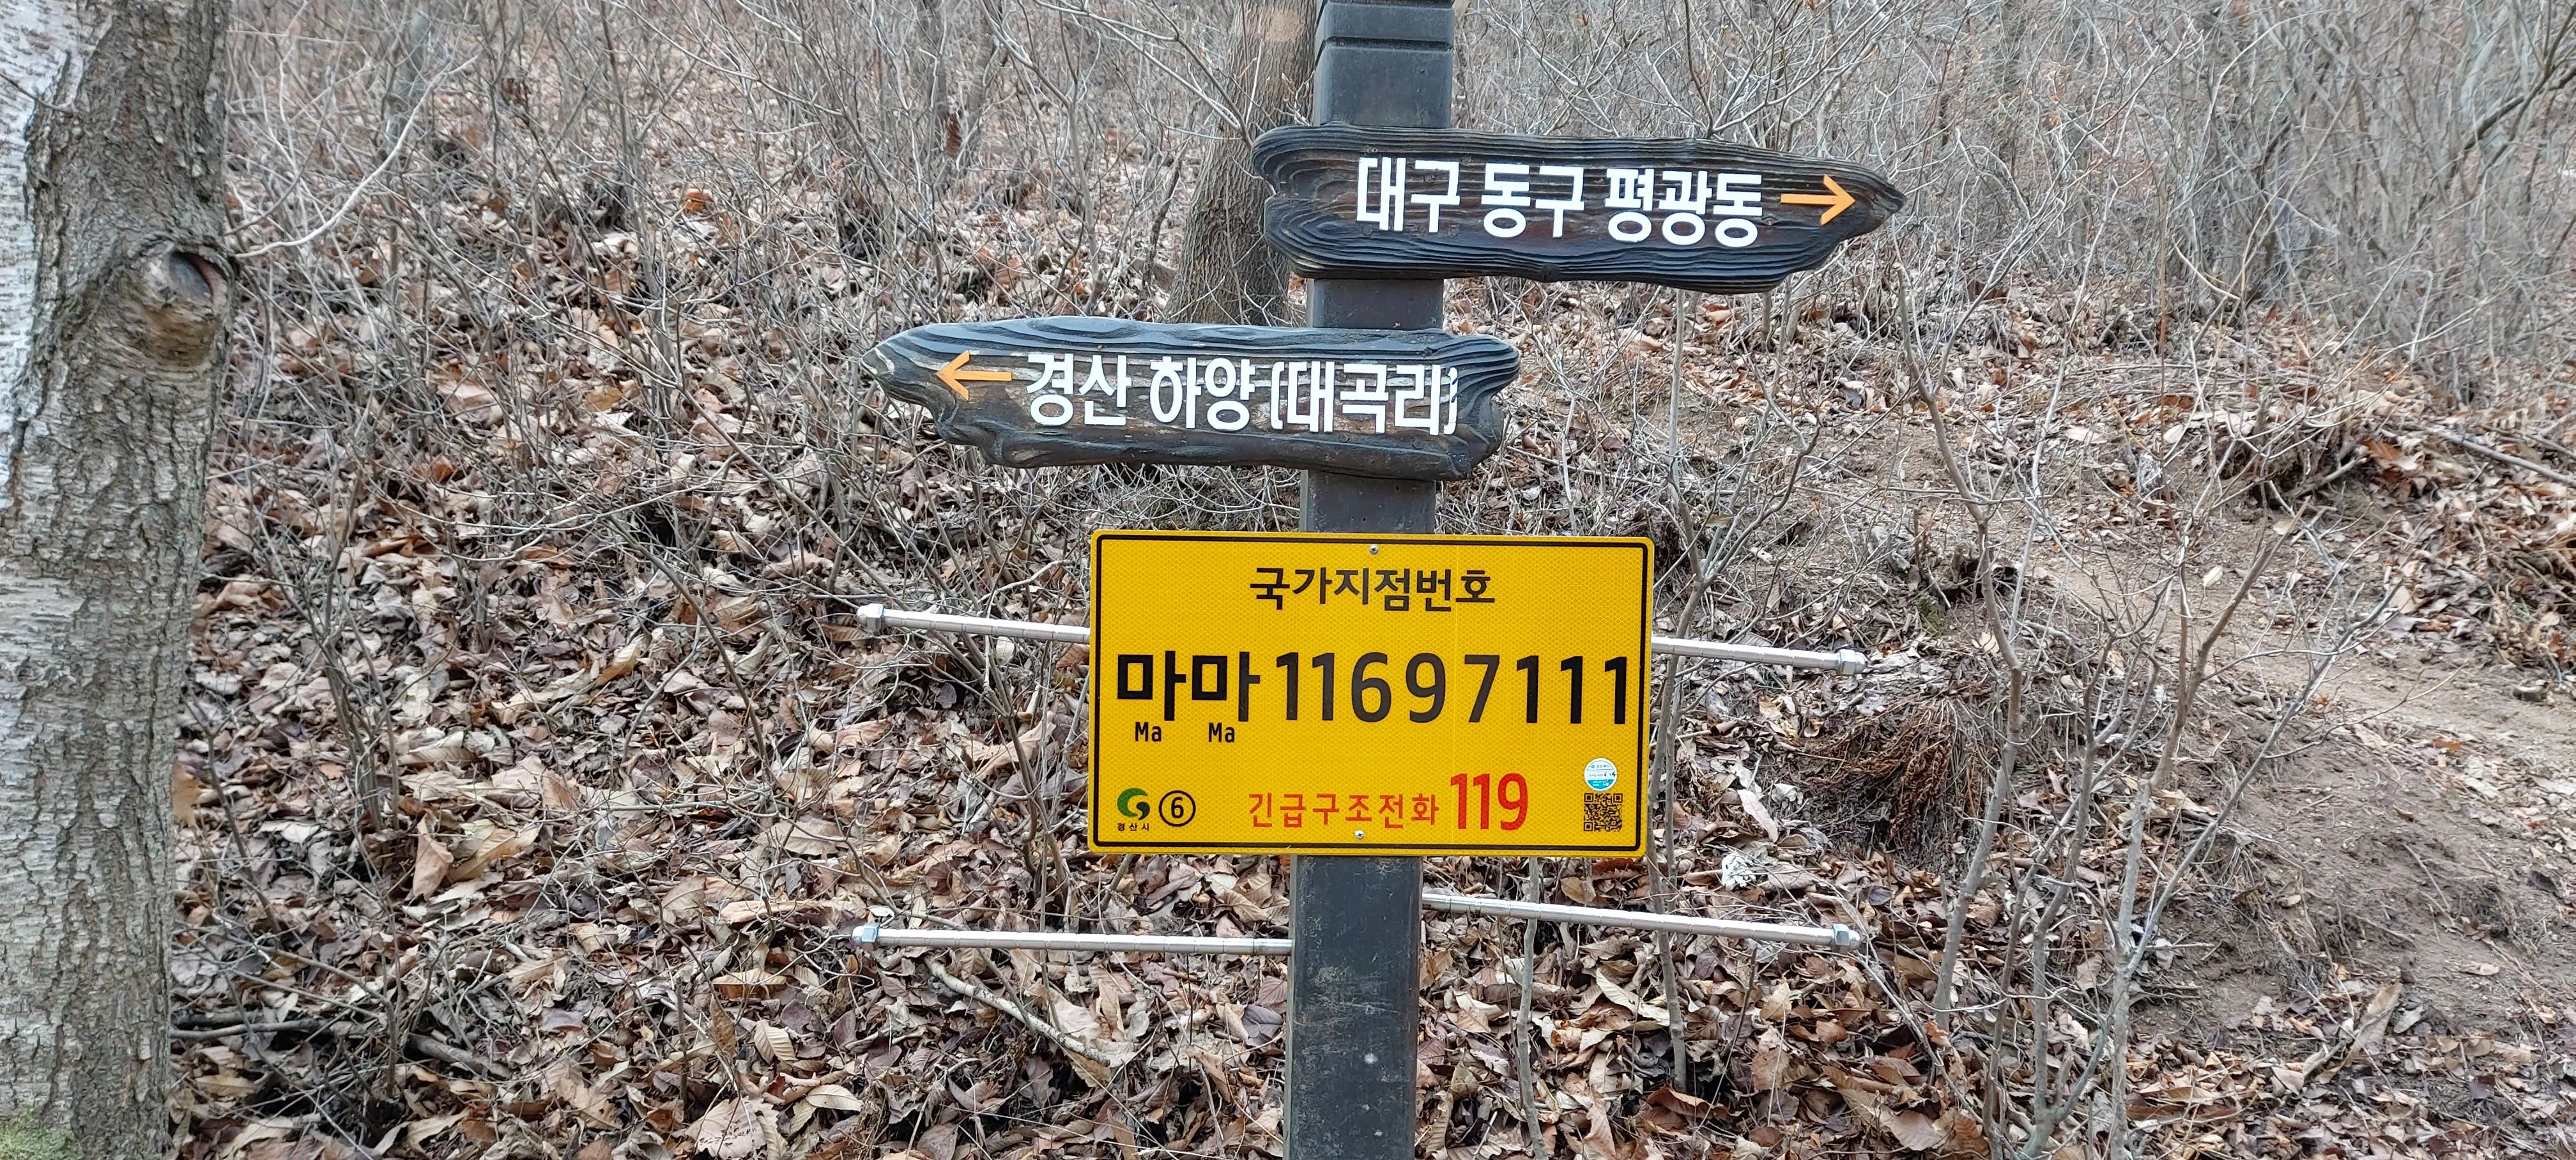 대구 동구 평광동 →
← 경산 하양 (대곡리)
국가지점번호
마마 1169 7111
Ma Ma
경산시 ⑥ 긴급구조전화 119